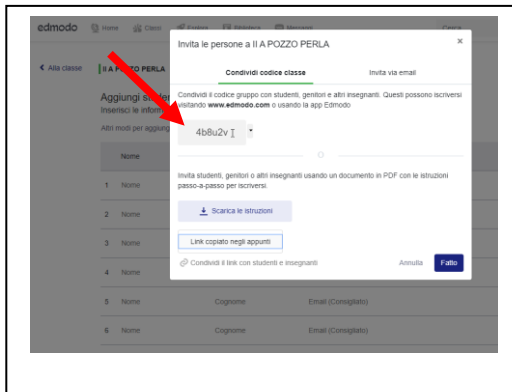 edmodo Home Classi Esplora Biblioteca Messaggi Cerca
Invita le persone a II A POZZO PERLA ×
Alla classe
II A POZZO PERLA
Condividi codice classe Invita via email
Aggiungi
Inserisci le
Altri modi per
Condividi il codice gruppo con studenti, genitori e altri insegnanti. Questi possono iscriversi
visitando www.edmodo.com o usando la app Edmodo
4b8u2v
O
Invita studenti, genitori o altri insegnanti usando un documento in PDF con le istruzioni
passo-a-passo per iscriversi.
Scarica le istruzioni
Link copiato negli appunti
Condividi il link con studenti e insegnanti Annulla Fatto
Nome
1 Nome
2 Nome
3 Nome
4 Nome
5 Nome Cognome Email (Consigliato)
6 Nome Cognome Email (Consigliato)